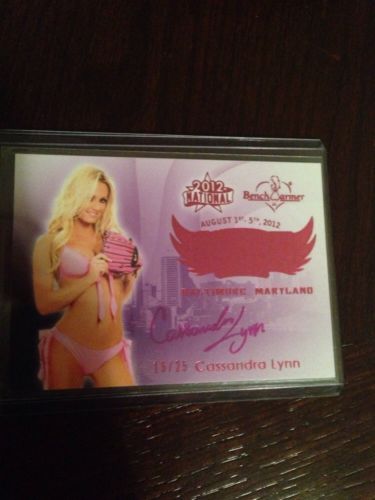 2012
NATIONAL
BenchWarmer
AUGUST 1ST-5TH, 2012
BALTIMORE MARYLAND
Cassandra Lynn
15/25 Cassandra Lynn